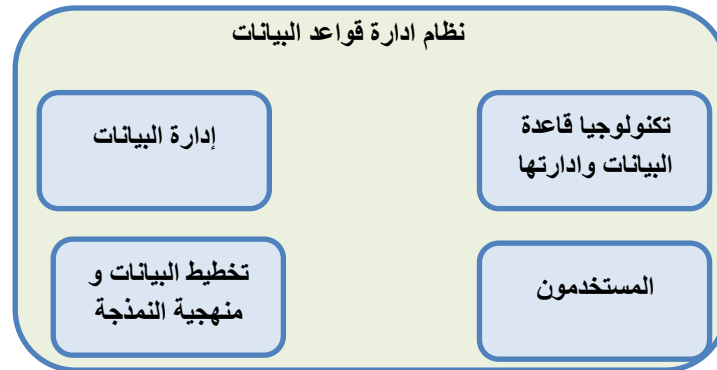 نظام ادارة قواعد البيانات
تكنولوجيا قاعدة
البيانات وادارتها
إدارة البيانات
المستخدمون
تخطيط البيانات و
منهجية النمذجة